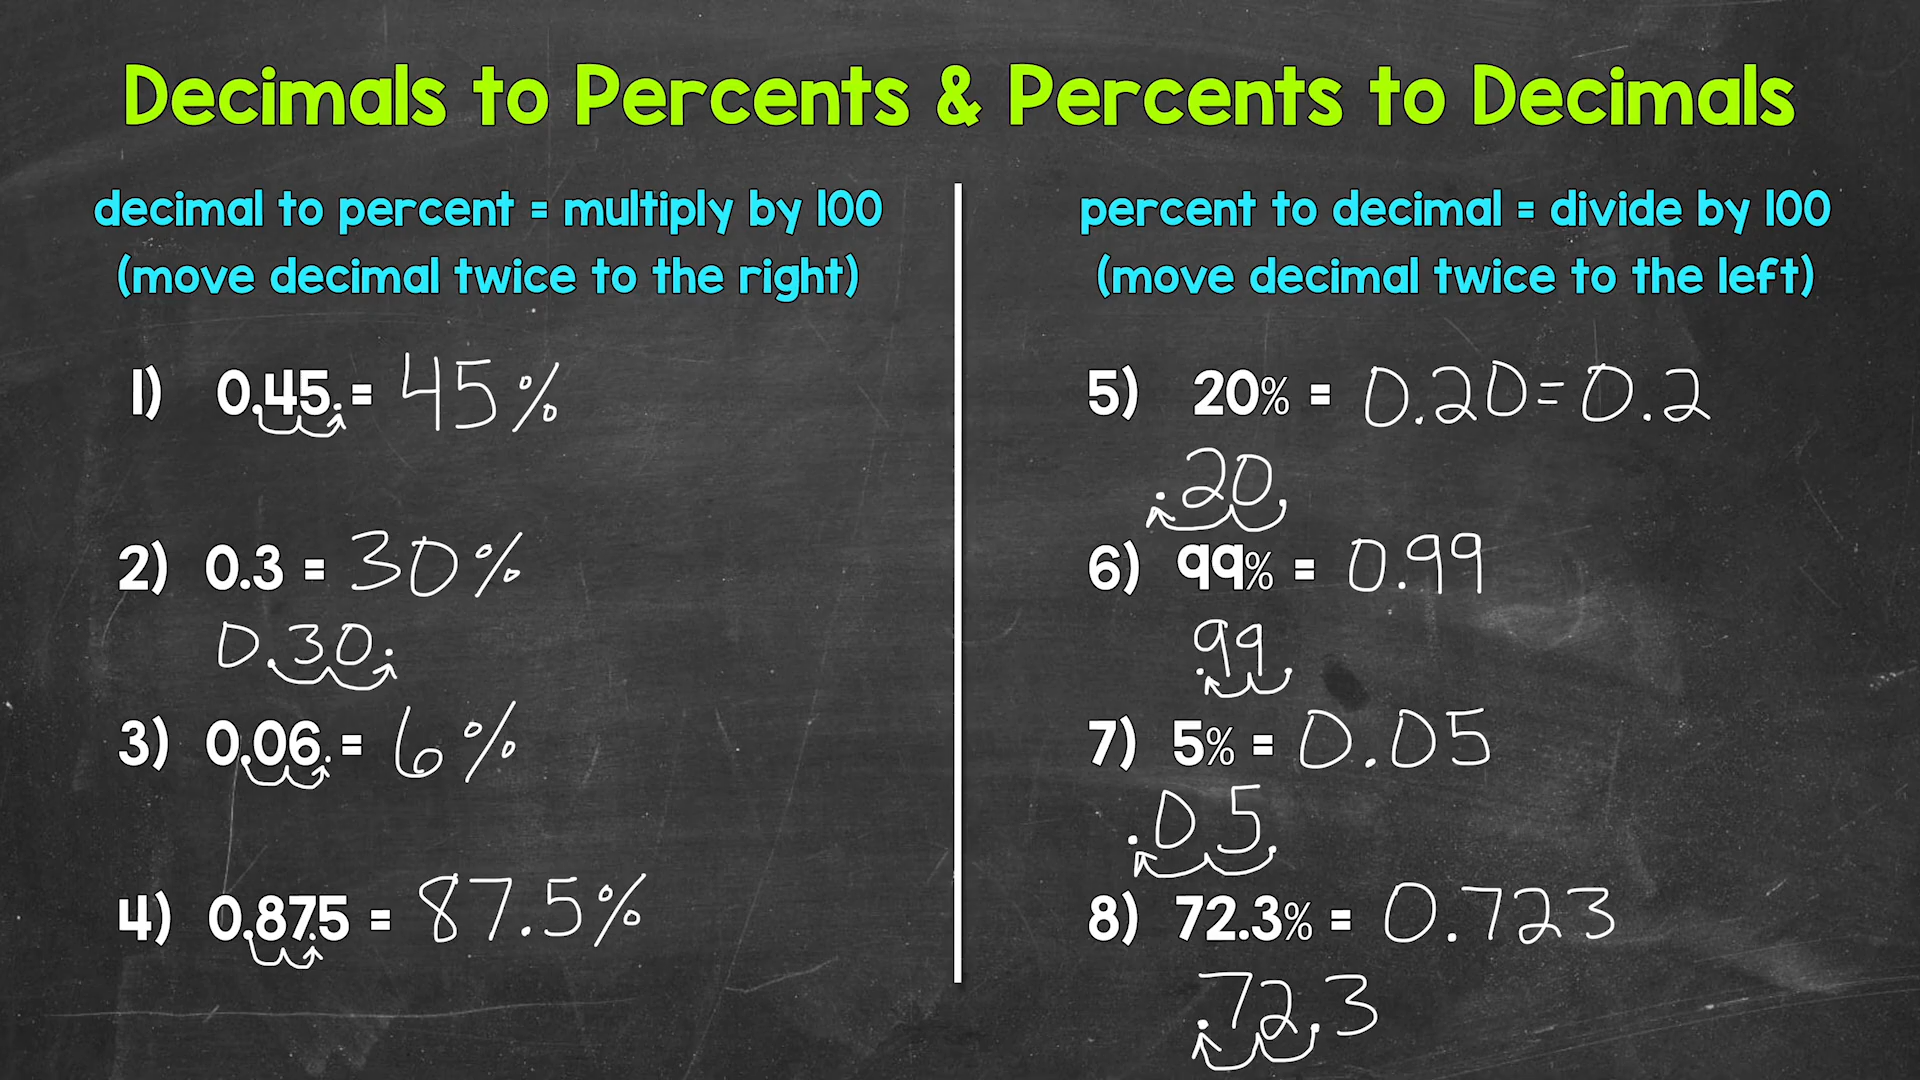 Decimals to Percents & Percents to Decimals
decimal to percent = multiply by 100
(move decimal twice to the right)
1) 0.45. = 45%
2) 0.3 = 30%
0.30.
3) 0.06. = 6%
4) 0.87.5 = 87.5%
percent to decimal = divide by 100
(move decimal twice to the left)
5) 20% = 0.20 = 0.2
.20.
6) 99% = 0.99
.99.
7) 5% = 0.05
.05.
8) 72.3% = 0.723
.72.3